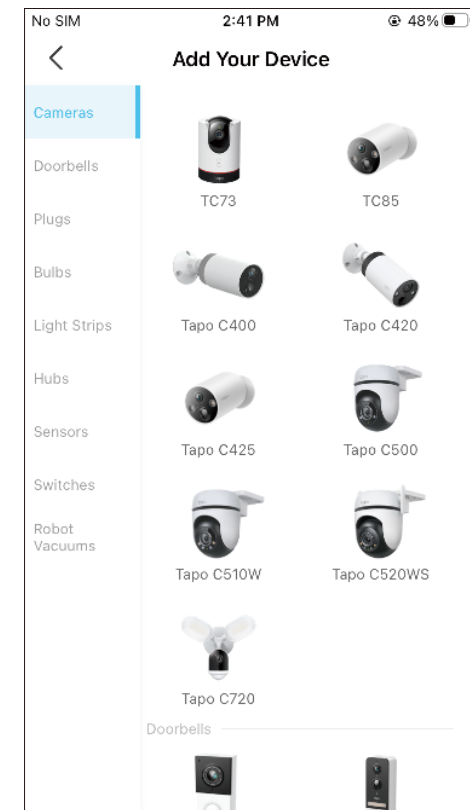 No SIM 2:41 PM 48%
Add Your Device
Cameras
Doorbells
Plugs
Bulbs
Light Strips
Hubs
Sensors
Switches
Robot
Vacuums
TC73 TC85
Tapo C400 Tapo C420
Tapo C425 Tapo C500
Tapo C510W Tapo C520WS
Tapo C720
Doorbells